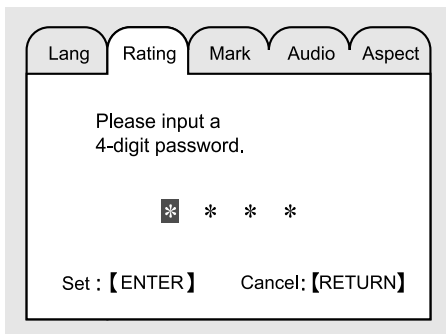 Lang Rating Mark Audio Aspect
Please input a
4-digit password.
* * * *
Set :【ENTER】 Cancel:【RETURN】